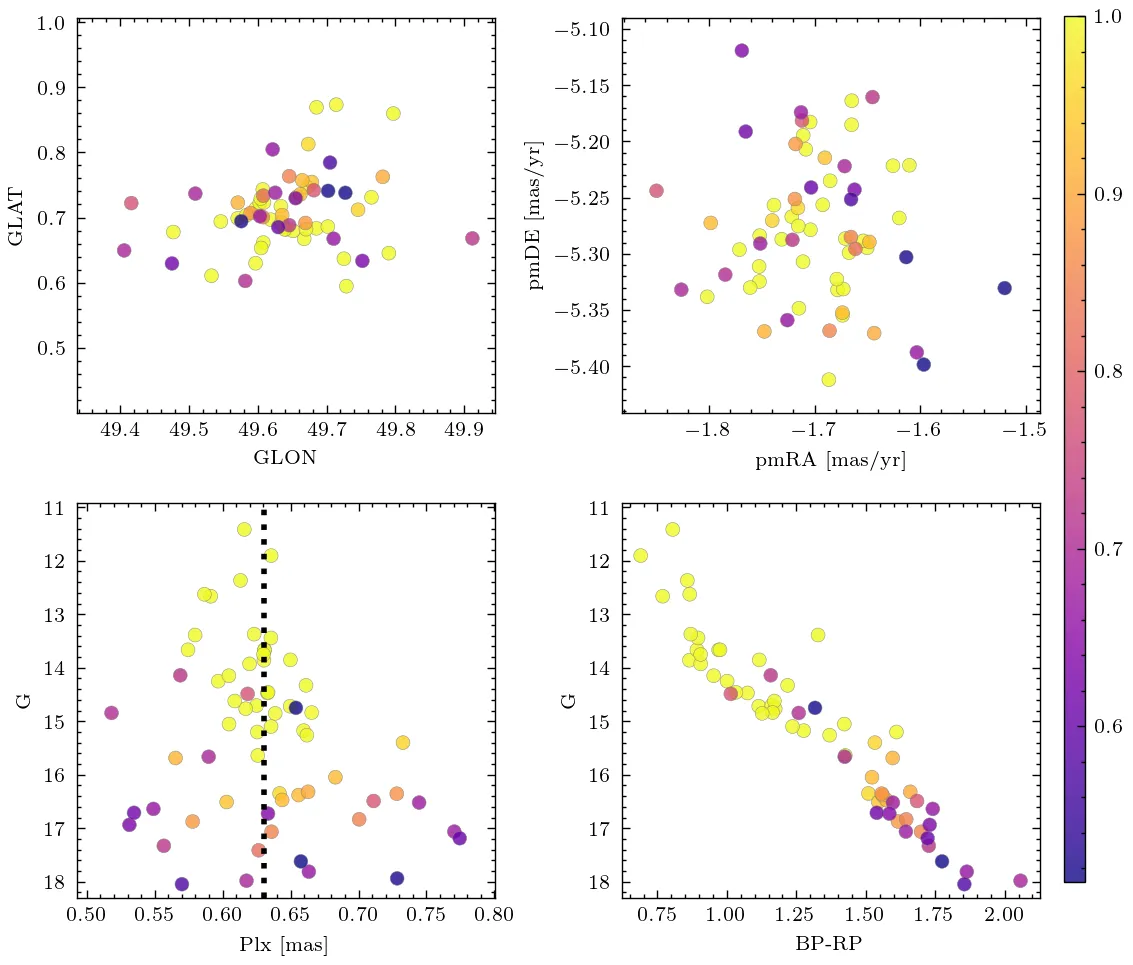 1.0
0.9
0.8
0.7
0.6
0.5
GLAT
49.4 49.5 49.6 49.7 49.8 49.9
GLON
−5.10
−5.15
−5.20
−5.25
−5.30
−5.35
−5.40
pmDE [mas/yr]
−1.8 −1.7 −1.6 −1.5
pmRA [mas/yr]
1.0
0.9
0.8
0.7
0.6
11
12
13
14
15
16
17
18
G
0.50 0.55 0.60 0.65 0.70 0.75 0.80
Plx [mas]
11
12
13
14
15
16
17
18
G
0.75 1.00 1.25 1.50 1.75 2.00
BP-RP